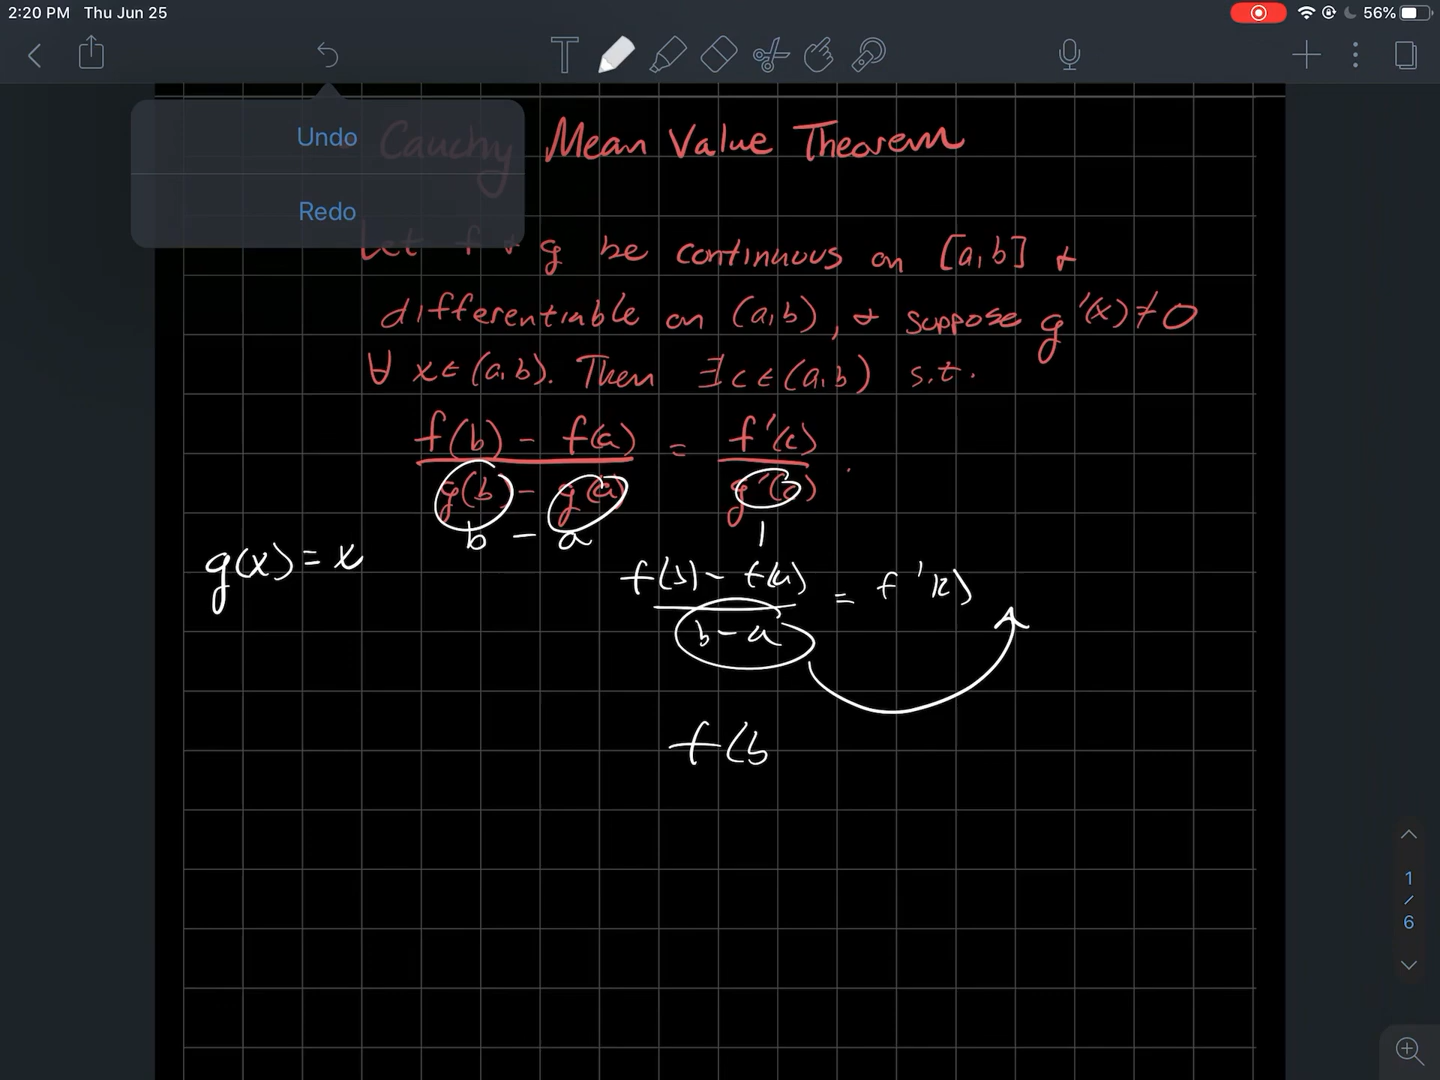 2:20 PM Thu Jun 25
56%
Undo
Redo
Cauchy Mean Value Theorem
Let f + g be continuous on [a,b] +
differentiable on (a,b), + suppose g'(x) ≠ 0
∀ x ∈ (a,b). Then ∃ c ∈ (a,b) s.t.
f(b) - f(a) = f'(c)
g(b) - g(a) g'(c)
b - a 1
g(x) = x
f(b) - f(a) = f'(c)
b - a
f(b
1
/
6